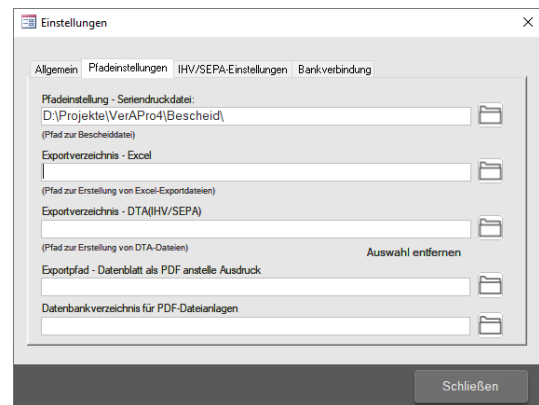 Einstellungen
Allgemein Pfadeinstellungen IHV/SEPA-Einstellungen Bankverbindung
Pfadeinstellung - Seriendruckdatei:
D:\Projekte\VerAPro4\Bescheid\
(Pfad zur Bescheiddatei)
Exportverzeichnis - Excel
(Pfad zur Erstellung von Excel-Exportdateien)
Exportverzeichnis - DTA(IHV/SEPA)
(Pfad zur Erstellung von DTA-Dateien)
Auswahl entfernen
Exportpfad - Datenblatt als PDF anstelle Ausdruck
Datenbankverzeichnis für PDF-Dateianlagen
Schließen